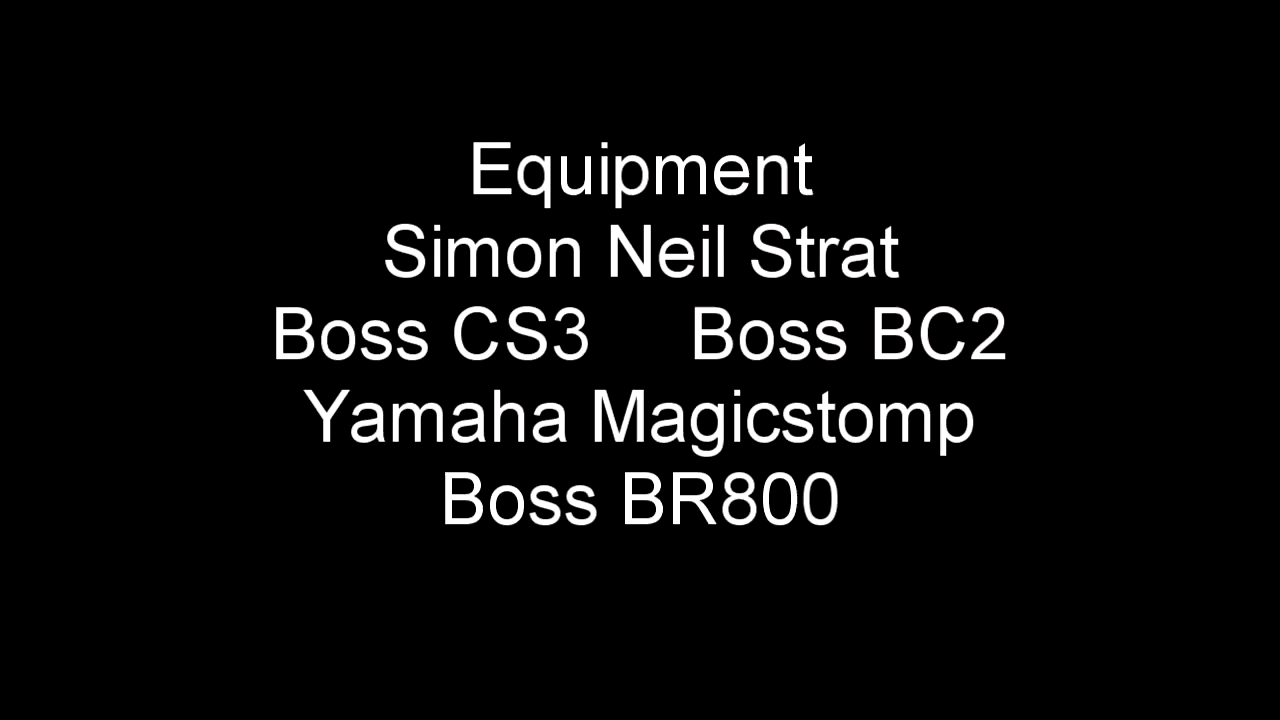 Equipment
Simon Neil Strat
Boss CS3 Boss BC2
Yamaha Magicstomp
Boss BR800